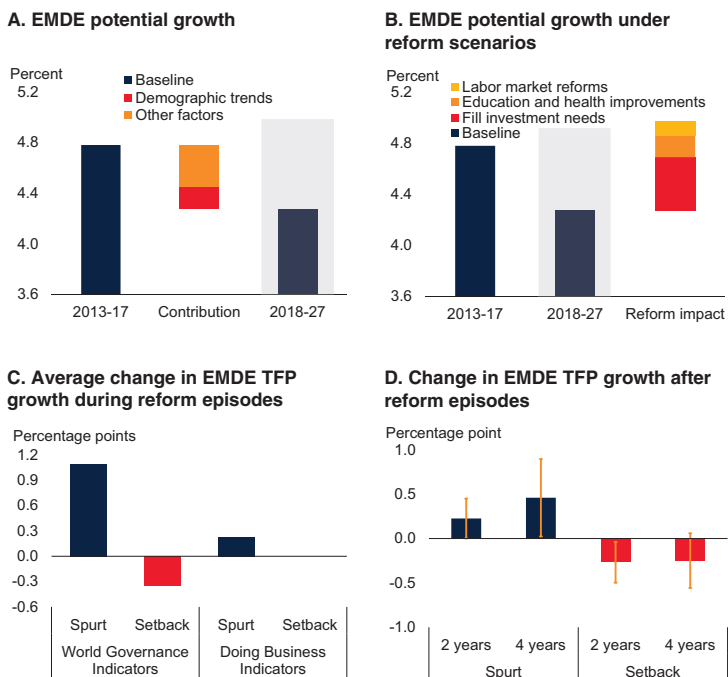 A. EMDE potential growth
Percent
Baseline
Demographic trends
Other factors
5.2
4.8
4.4
4.0
3.6
2013-17 Contribution 2018-27
B. EMDE potential growth under
reform scenarios
Percent
Labor market reforms
Education and health improvements
Fill investment needs
Baseline
5.2
4.8
4.4
4.0
3.6
2013-17 2018-27 Reform impact
C. Average change in EMDE TFP
growth during reform episodes
Percentage points
1.2
0.9
0.6
0.3
0.0
-0.3
-0.6
Spurt Setback Spurt Setback
World Governance Doing Business
Indicators Indicators
D. Change in EMDE TFP growth after
reform episodes
Percentage point
1.0
0.5
0.0
-0.5
-1.0
2 years 4 years 2 years 4 years
Spurt Setback